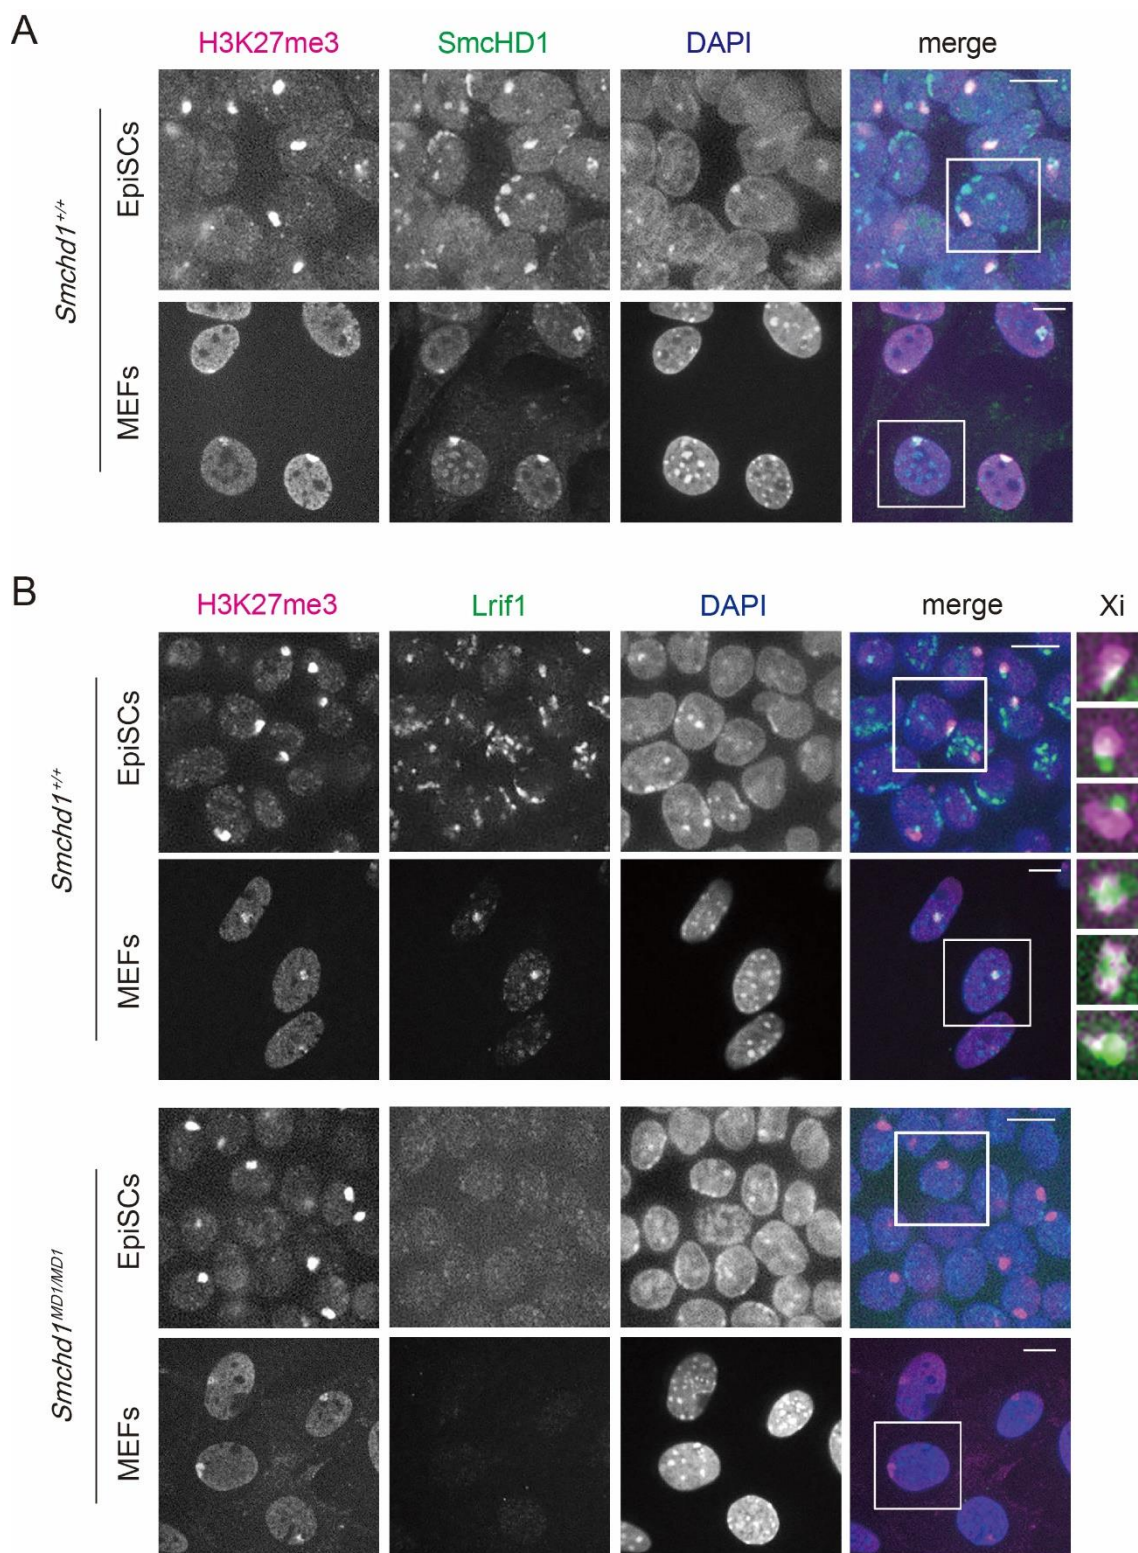 A
H3K27me3 SmcHD1 DAPI merge
Smchd1+/+
EpiSCs
MEFs
B
H3K27me3 Lrif1 DAPI merge Xi
Smchd1+/+
EpiSCs
MEFs
Smchd1MD1/MD1
EpiSCs
MEFs